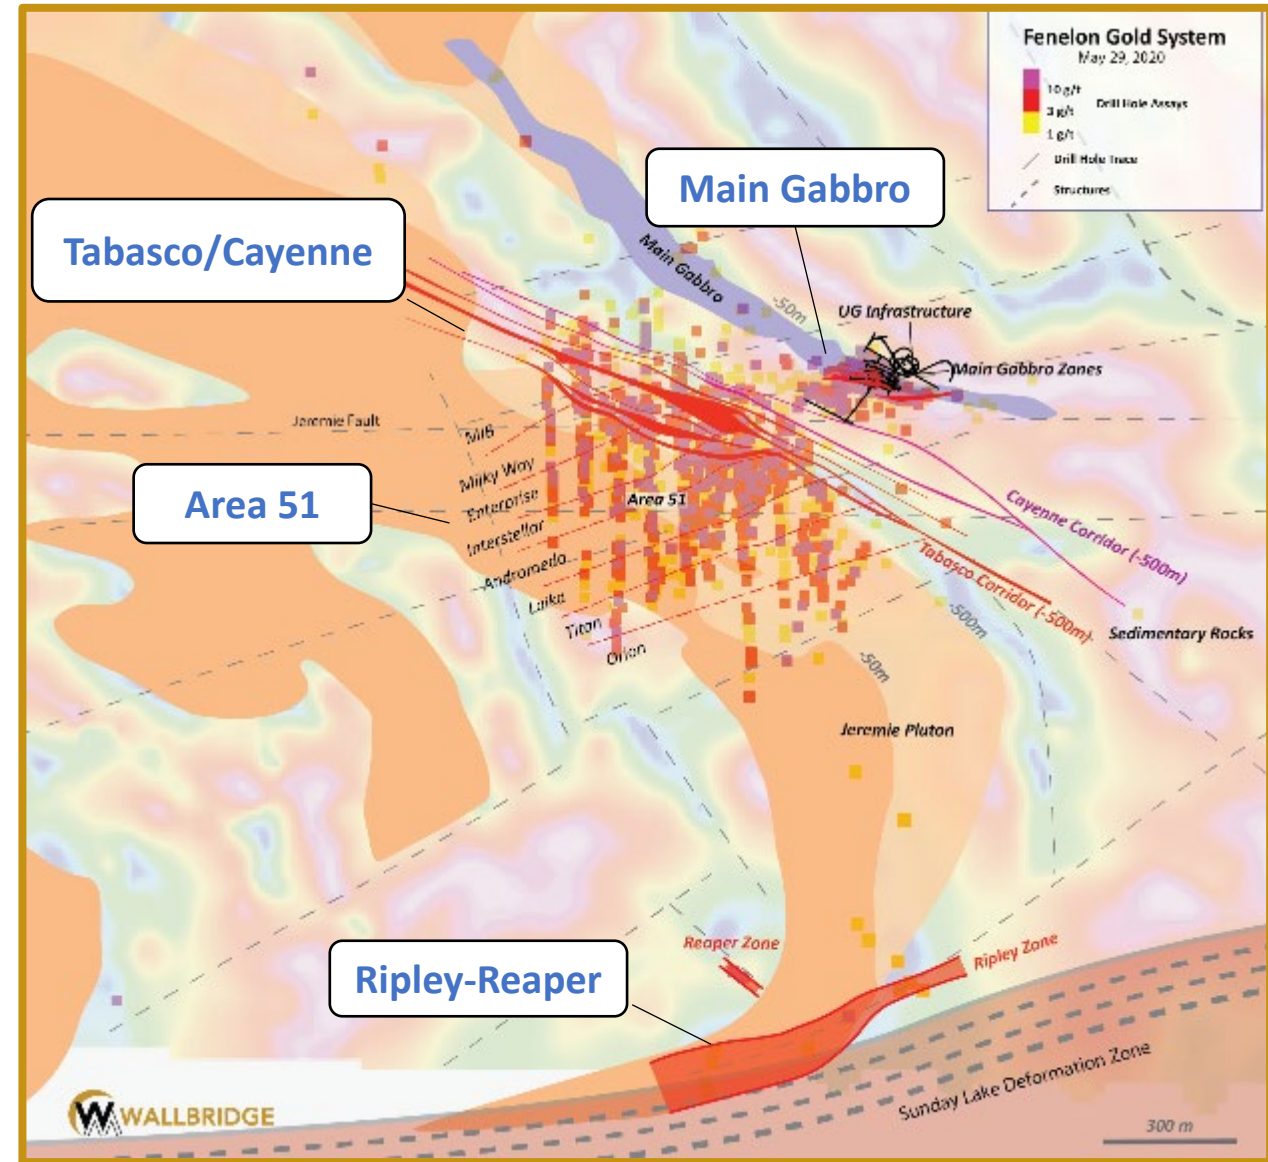 Fenelon Gold System
May 29, 2020
10 g/t
3 g/t
1 g/t
Drill Hole Assays
Drill Hole Trace
Structures
Main Gabbro
Tabasco/Cayenne
Main Gabbro
-50m
UG Infrastructure
Main Gabbro Zones
Jeremie Fault
Milky Way
Enterprise
Interstellar
Andromeda
Laika
Titan
Orion
Area 51
Area 51
Cayenne Corridor (-500m)
Tabasco Corridor (-500m)
-500m
Sedimentary Rocks
-50m
Jeremie Pluton
Reaper Zone
Ripley Zone
Ripley-Reaper
Sunday Lake Deformation Zone
WALLBRIDGE
300 m